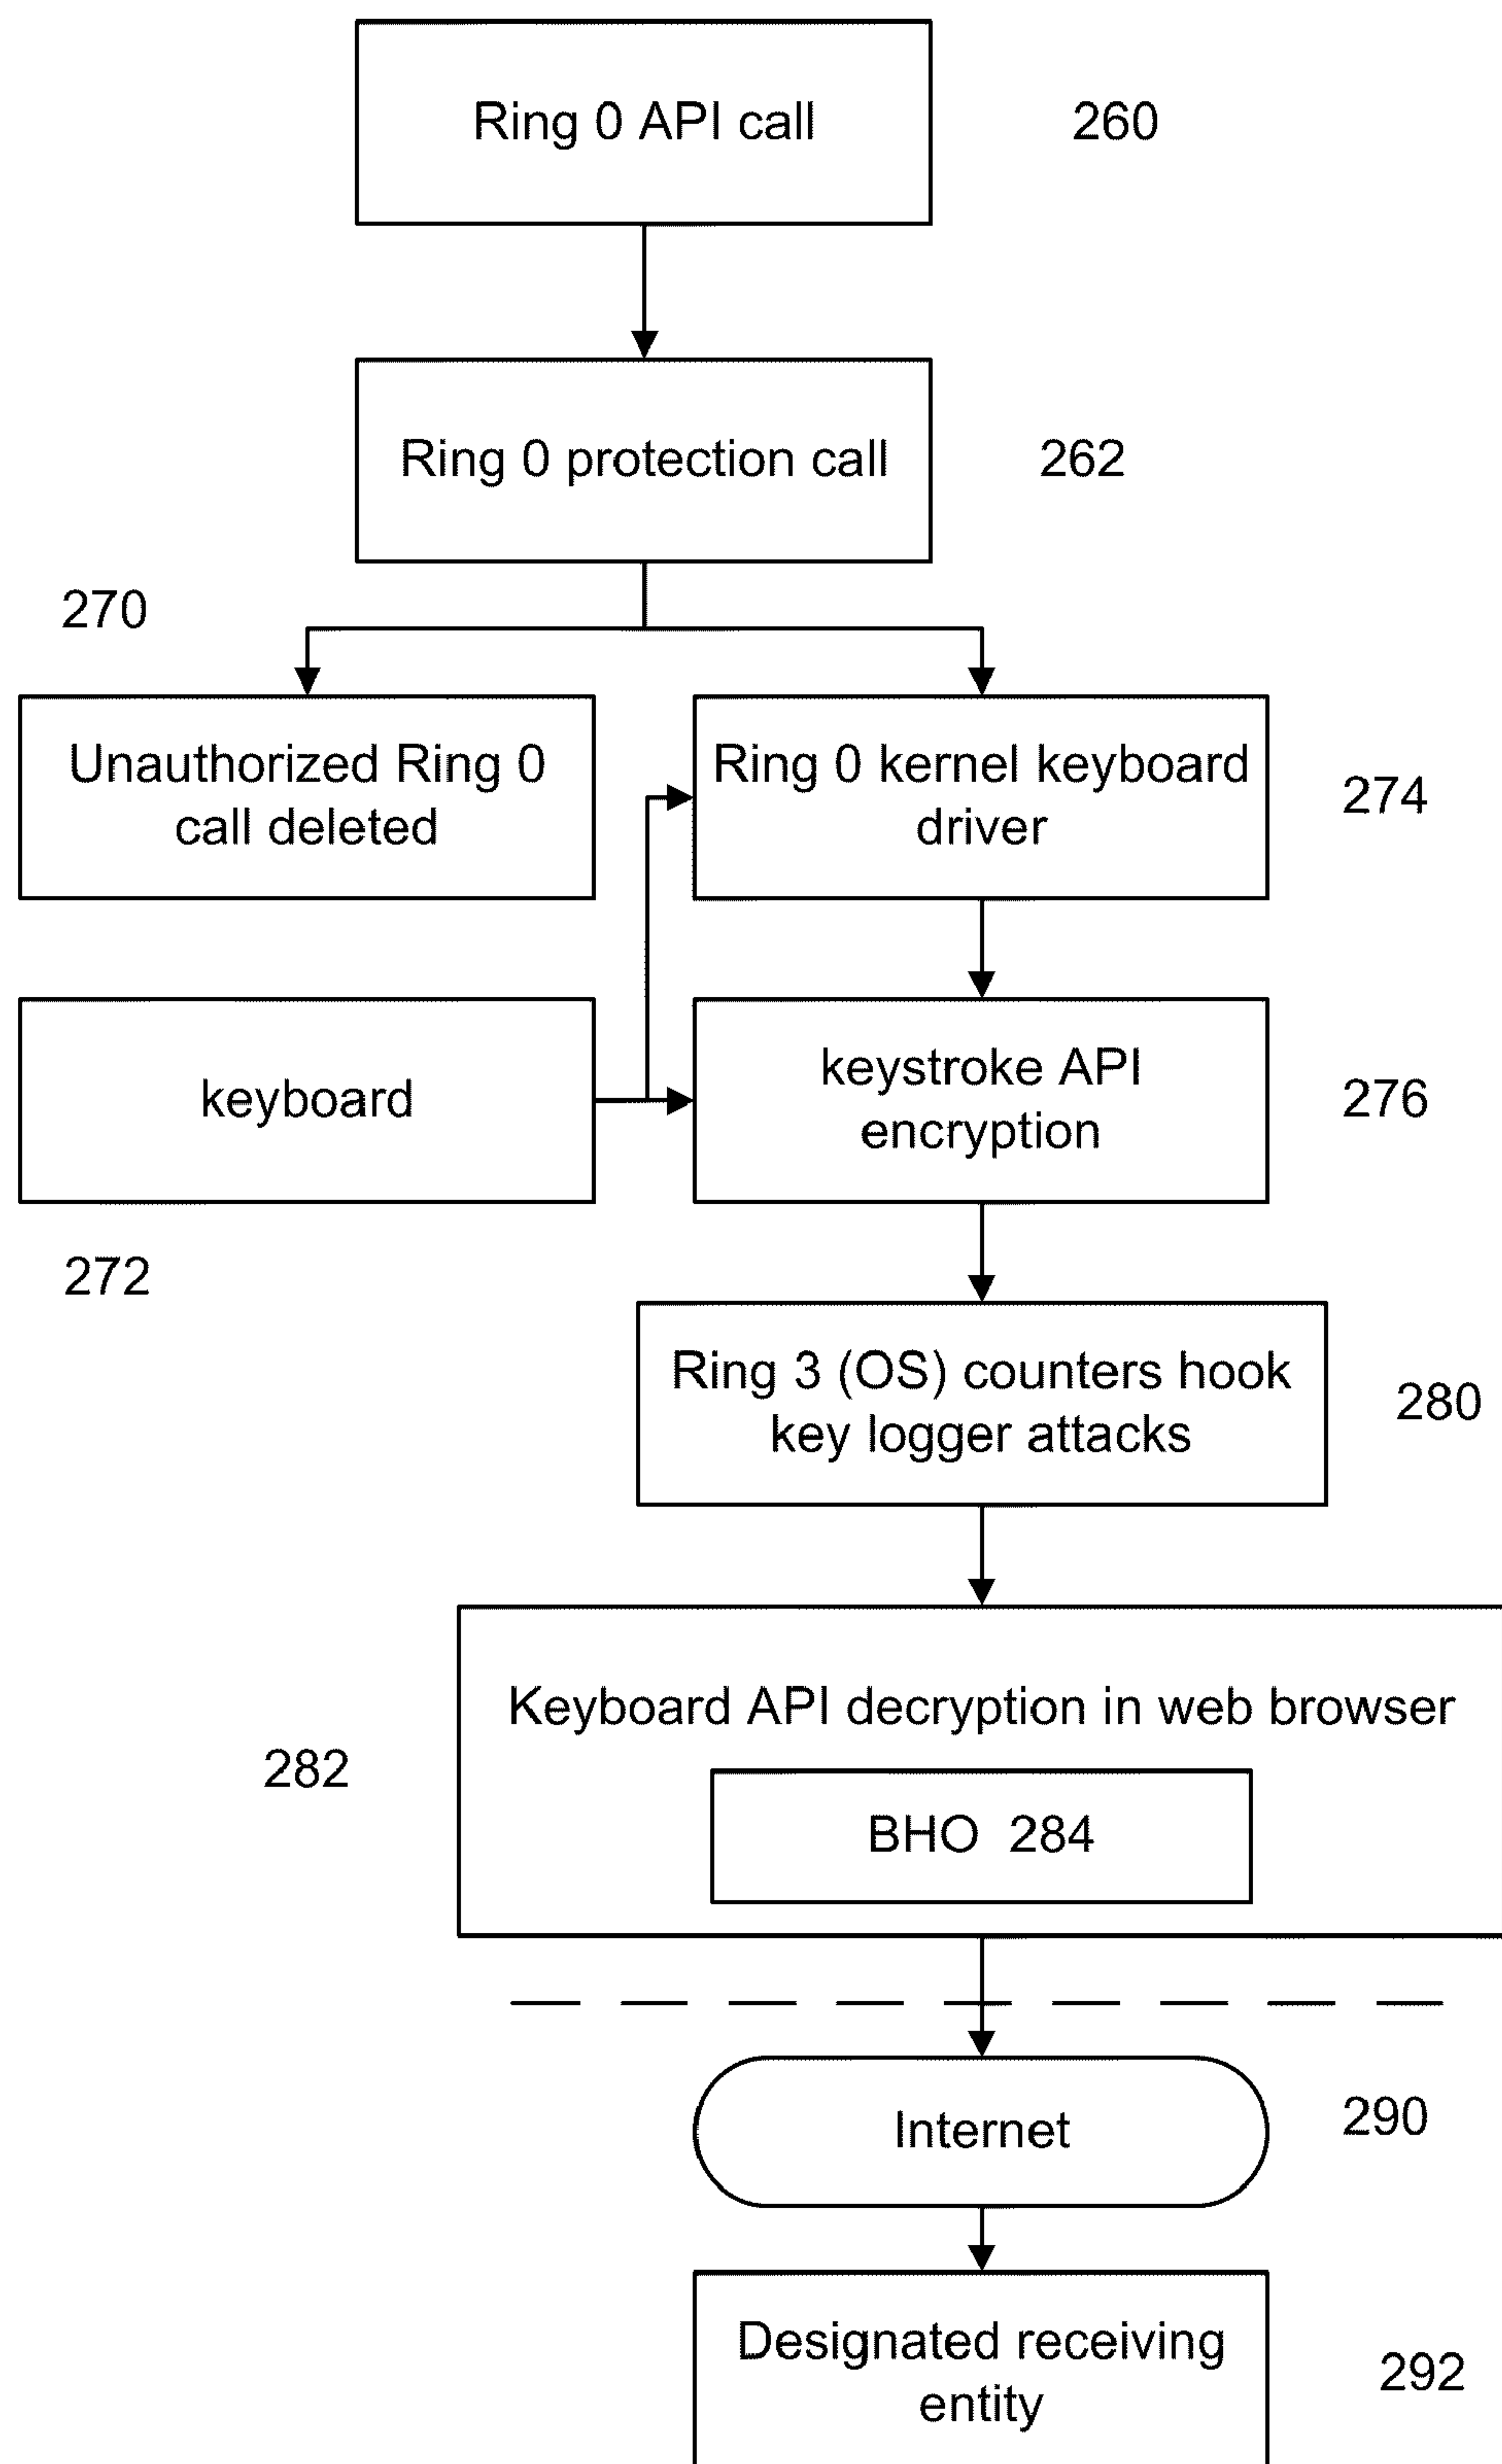 Ring 0 API call
260
Ring 0 protection call
262
270
Unauthorized Ring 0
call deleted
Ring 0 kernel keyboard
driver
274
keyboard
keystroke API
encryption
276
272
Ring 3 (OS) counters hook
key logger attacks
280
Keyboard API decryption in web browser
282
BHO 284
Internet
290
Designated receiving
entity
292